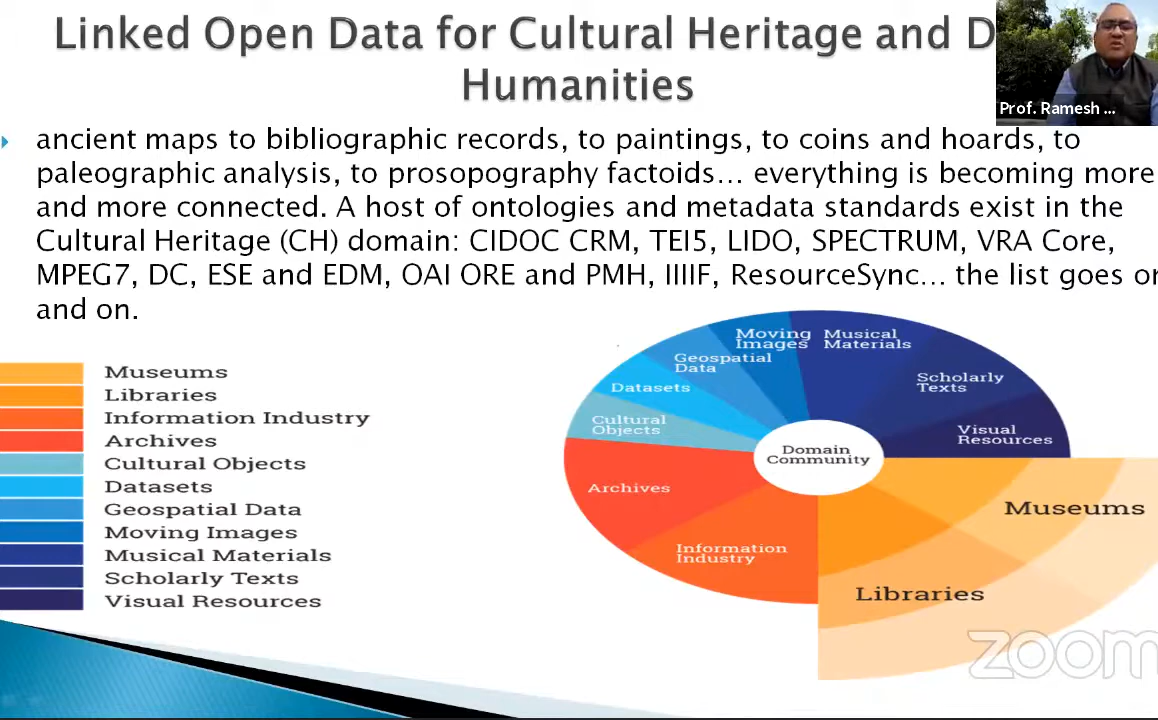 Linked Open Data for Cultural Heritage and D
Humanities
Prof. Ramesh ...
ancient maps to bibliographic records, to paintings, to coins and hoards, to
paleographic analysis, to prosopography factoids... everything is becoming more
and more connected. A host of ontologies and metadata standards exist in the
Cultural Heritage (CH) domain: CIDOC CRM, TEI5, LIDO, SPECTRUM, VRA Core,
MPEG7, DC, ESE and EDM, OAI ORE and PMH, IIIIF, ResourceSync... the list goes on
and on.
Museums
Libraries
Information Industry
Archives
Cultural Objects
Datasets
Geospatial Data
Moving Images
Musical Materials
Scholarly Texts
Visual Resources
Moving
Images
Musical
Materials
Geospatial
Data
Scholarly
Texts
Datasets
Cultural
Objects
Visual
Resources
Domain
Community
Archives
Museums
Information
Industry
Libraries
zoom